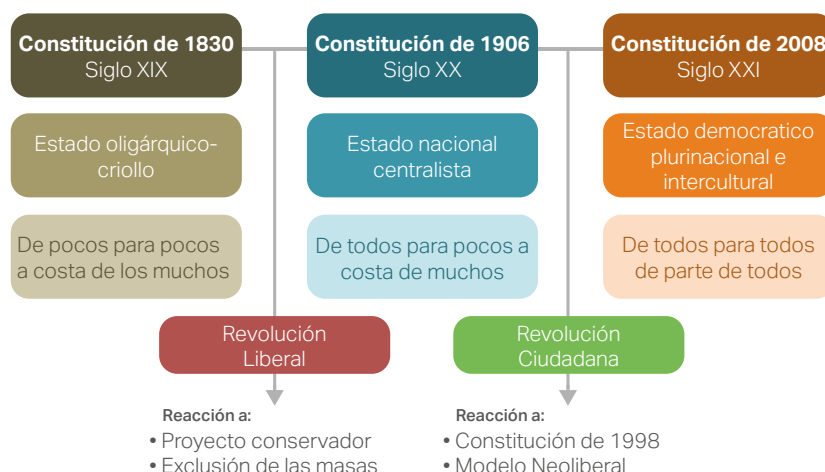 Constitución de 1830
Siglo XIX
Constitución de 1906
Siglo XX
Constitución de 2008
Siglo XXI
Estado oligárquico-
criollo
Estado nacional
centralista
Estado democratico
plurinacional e
intercultural
De pocos para pocos
a costa de los muchos
De todos para pocos a
costa de muchos
De todos para todos
de parte de todos
Revolución
Liberal
Revolución
Ciudadana
Reacción a:
• Proyecto conservador
• Exclusión de las masas
Reacción a:
• Constitución de 1998
• Modelo Neoliberal